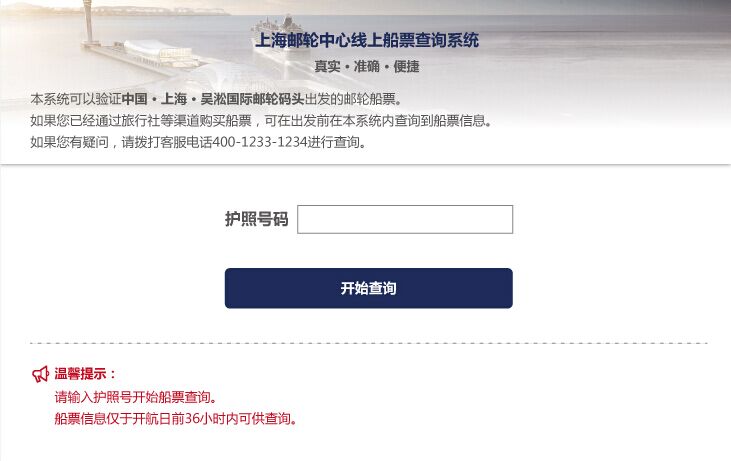 上海邮轮中心线上船票查询系统
真实·准确·便捷
本系统可以验证中国·上海·吴淞国际邮轮码头出发的邮轮船票。
如果您已经通过旅行社等渠道购买船票，可在出发前在本系统内查询到船票信息。
如果您有疑问，请拨打客服电话400-1233-1234进行查询。
护照号码
开始查询
温馨提示：
请输入护照号开始船票查询。
船票信息仅于开航日前36小时内可供查询。